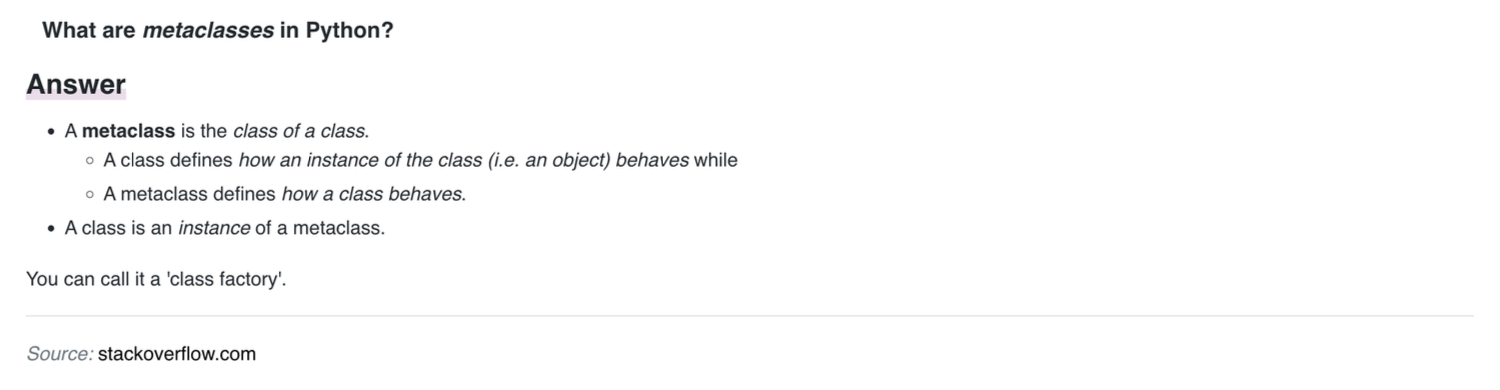 What are metaclasses in Python?
Answer
• A metaclass is the class of a class.
◦ A class defines how an instance of the class (i.e. an object) behaves while
◦ A metaclass defines how a class behaves.
• A class is an instance of a metaclass.
You can call it a 'class factory'.
Source: stackoverflow.com